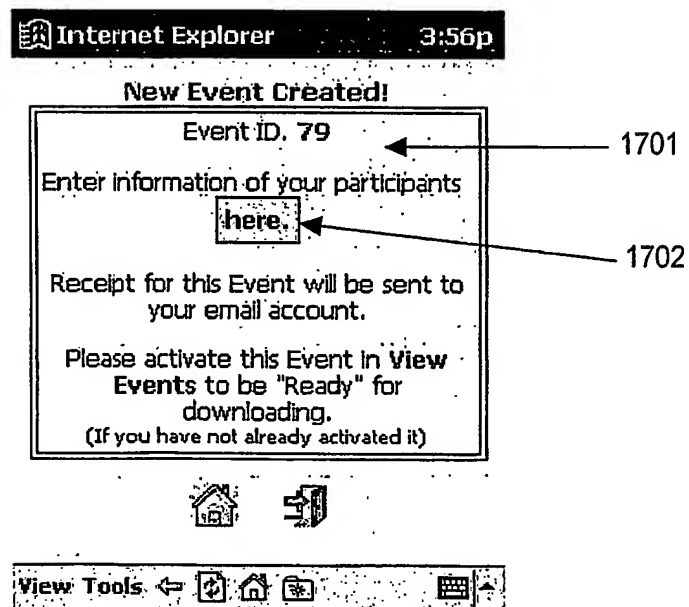 Internet Explorer 3:56p
New Event Created!
Event ID. 79
1701
Enter information of your participants
here.
1702
Receipt for this Event will be sent to
your email account.
Please activate this Event in View
Events to be "Ready" for
downloading.
(If you have not already activated it)
View Tools